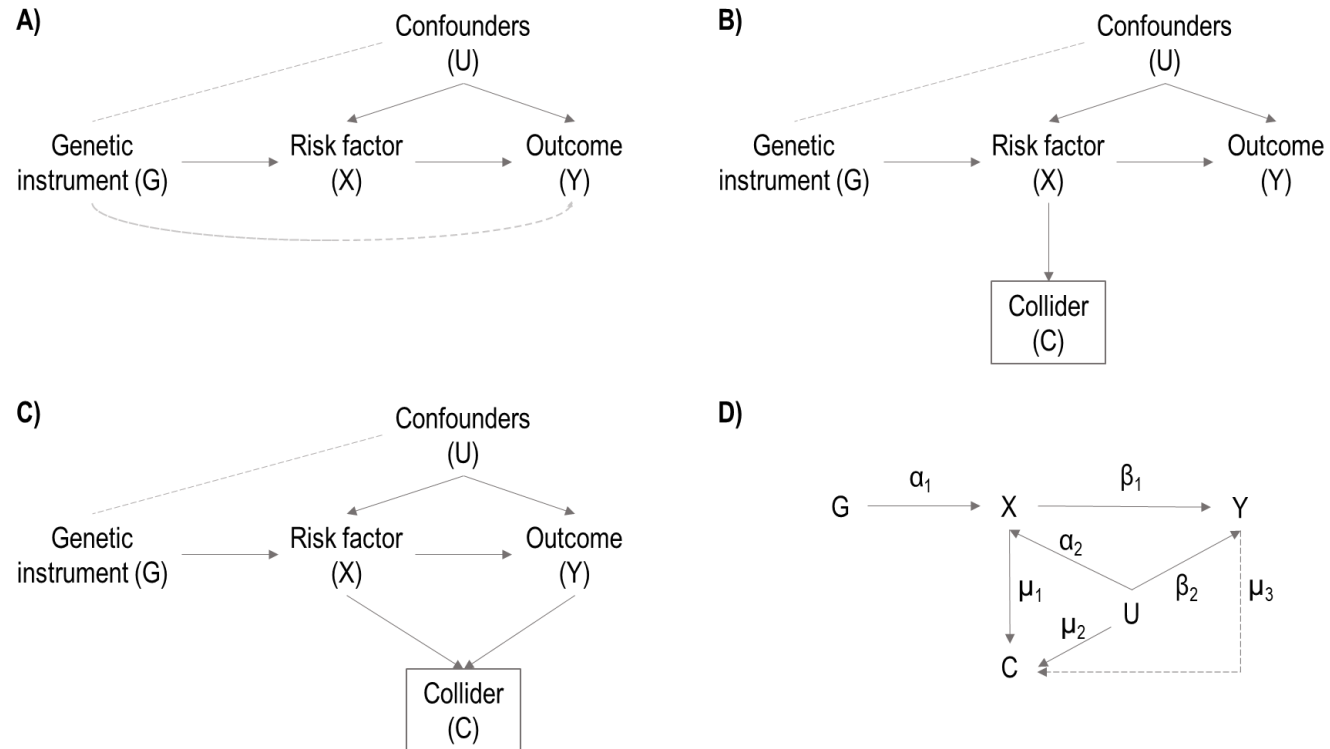 A)
Confounders
(U)
Genetic
instrument (G)
Risk factor
(X)
Outcome
(Y)
B)
Confounders
(U)
Genetic
instrument (G)
Risk factor
(X)
Outcome
(Y)
Collider
(C)
C)
Confounders
(U)
Genetic
instrument (G)
Risk factor
(X)
Outcome
(Y)
Collider
(C)
D)
G
α₁
X
β₁
Y
α₂
μ₁
U
β₂
μ₃
μ₂
C